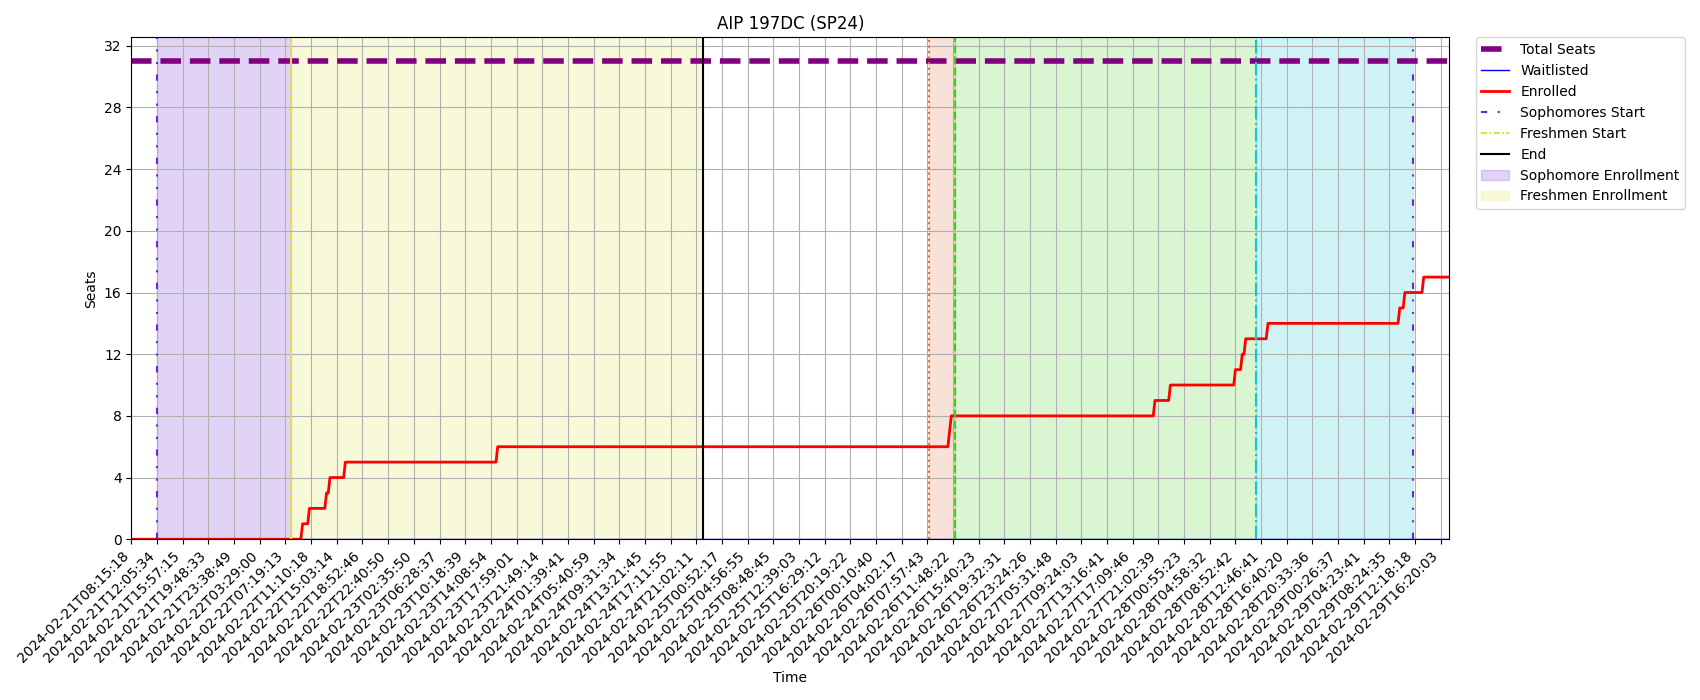 AIP 197DC (SP24)
32
28
24
20
16
12
8
4
0
Seats
2024-02-21T08:15:18
2024-02-21T12:05:34
2024-02-21T15:57:15
2024-02-21T19:48:33
2024-02-21T23:38:49
2024-02-22T03:29:00
2024-02-22T07:19:13
2024-02-22T11:10:18
2024-02-22T15:03:14
2024-02-22T18:52:46
2024-02-22T22:40:50
2024-02-23T02:35:50
2024-02-23T06:28:37
2024-02-23T10:18:39
2024-02-23T14:08:54
2024-02-23T17:59:01
2024-02-23T21:49:14
2024-02-24T01:39:41
2024-02-24T05:40:59
2024-02-24T09:31:34
2024-02-24T13:21:45
2024-02-24T17:11:55
2024-02-24T21:02:11
2024-02-25T00:52:17
2024-02-25T04:56:55
2024-02-25T08:48:45
2024-02-25T12:39:03
2024-02-25T16:29:12
2024-02-25T20:19:22
2024-02-26T00:10:40
2024-02-26T04:02:17
2024-02-26T07:57:43
2024-02-26T11:48:22
2024-02-26T15:40:23
2024-02-26T19:32:31
2024-02-26T23:24:26
2024-02-27T05:31:48
2024-02-27T09:24:03
2024-02-27T13:16:41
2024-02-27T17:09:46
2024-02-27T21:02:39
2024-02-28T00:55:23
2024-02-28T04:58:32
2024-02-28T08:52:42
2024-02-28T12:46:41
2024-02-28T16:40:20
2024-02-28T20:33:36
2024-02-29T00:26:37
2024-02-29T04:23:41
2024-02-29T08:24:35
2024-02-29T12:18:18
2024-02-29T16:20:03
Time
Total Seats
Waitlisted
Enrolled
Sophomores Start
Freshmen Start
End
Sophomore Enrollment
Freshmen Enrollment